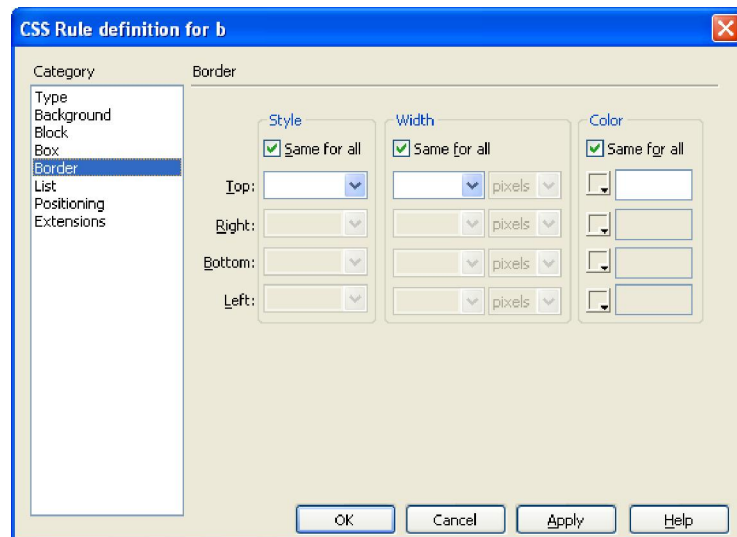 CSS Rule definition for b
Category
Border
Type
Background
Block
Box
Border
List
Positioning
Extensions
Style
Width
Color
Same for all
Same for all
Same for all
Top:
pixels
Right:
pixels
Bottom:
pixels
Left:
pixels
OK
Cancel
Apply
Help